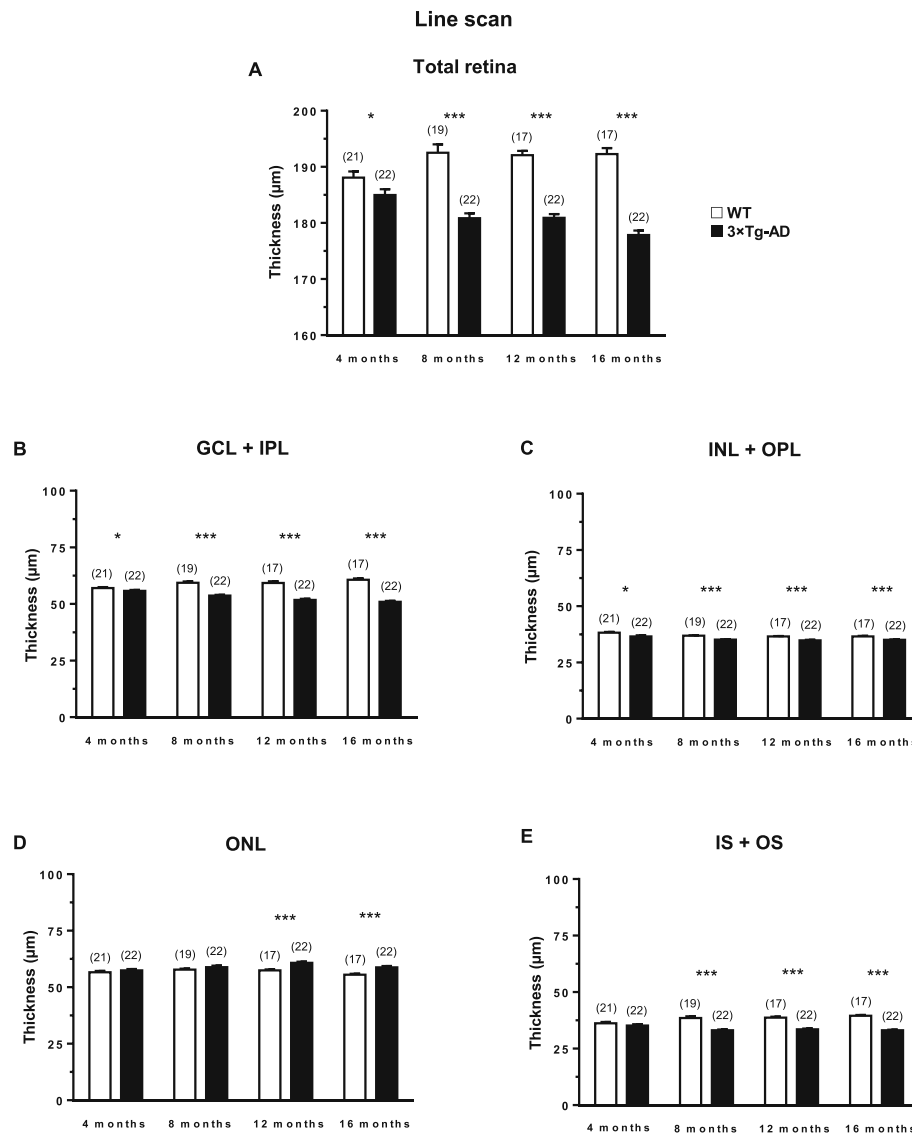 Line scan
A Total retina
200
190
180
170
160
Thickness (µm)
* *** *** ***
(21) (22) (19) (22) (17) (22) (17) (22)
4 months 8 months 12 months 16 months
WT
3×Tg-AD
B GCL + IPL
100
75
50
25
0
Thickness (µm)
* *** *** ***
(21) (22) (19) (22) (17) (22) (17) (22)
4 months 8 months 12 months 16 months
C INL + OPL
100
75
50
25
0
Thickness (µm)
* *** *** ***
(21) (22) (19) (22) (17) (22) (17) (22)
4 months 8 months 12 months 16 months
D ONL
100
75
50
25
0
Thickness (µm)
*** ***
(21) (22) (19) (22) (17) (22) (17) (22)
4 months 8 months 12 months 16 months
E IS + OS
100
75
50
25
0
Thickness (µm)
*** *** ***
(21) (22) (19) (22) (17) (22) (17) (22)
4 months 8 months 12 months 16 months